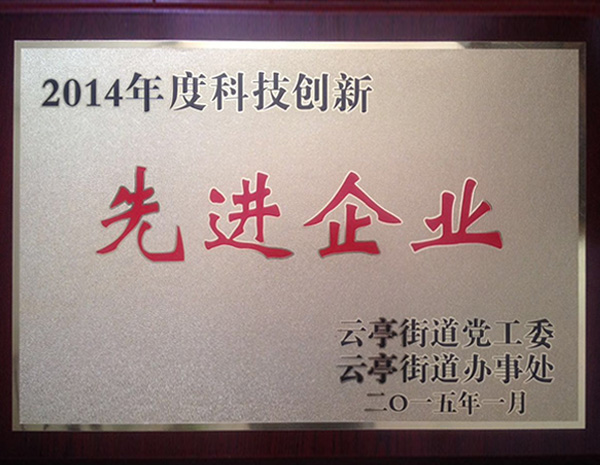 2014年度科技创新
先进企业
云亭街道党工委
云亭街道办事处
二〇一五年一月